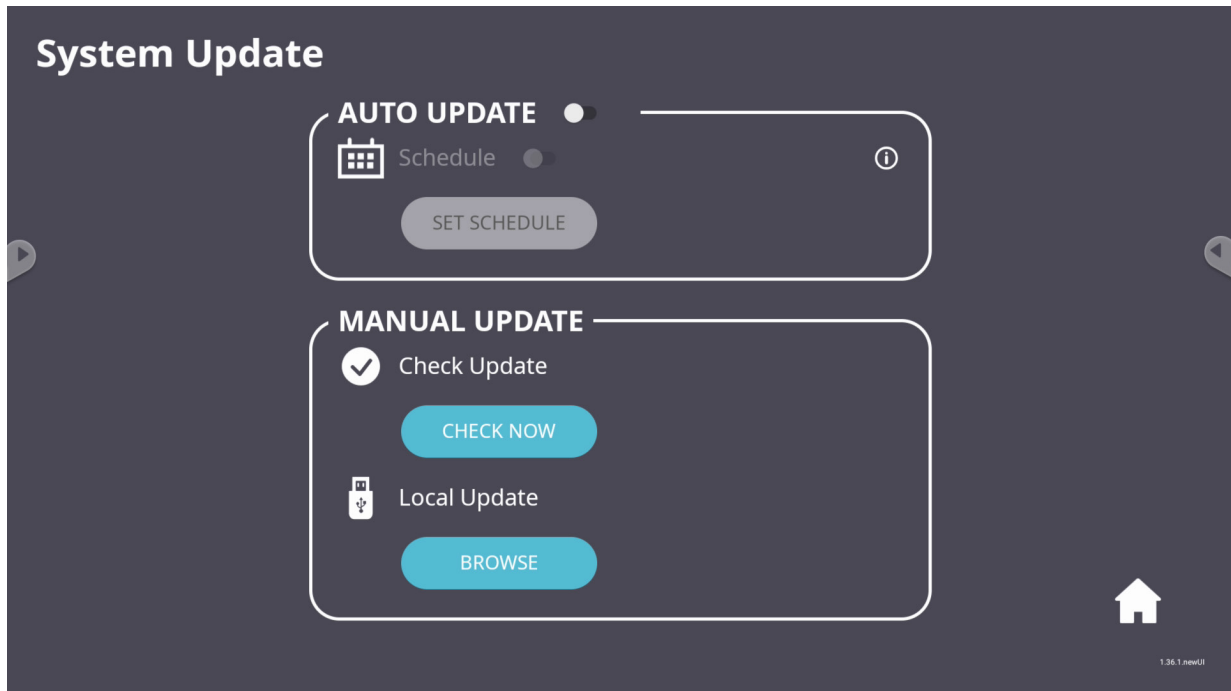 System Update
AUTO UPDATE
Schedule
SET SCHEDULE
MANUAL UPDATE
Check Update
CHECK NOW
Local Update
BROWSE
1.36.1.newUI